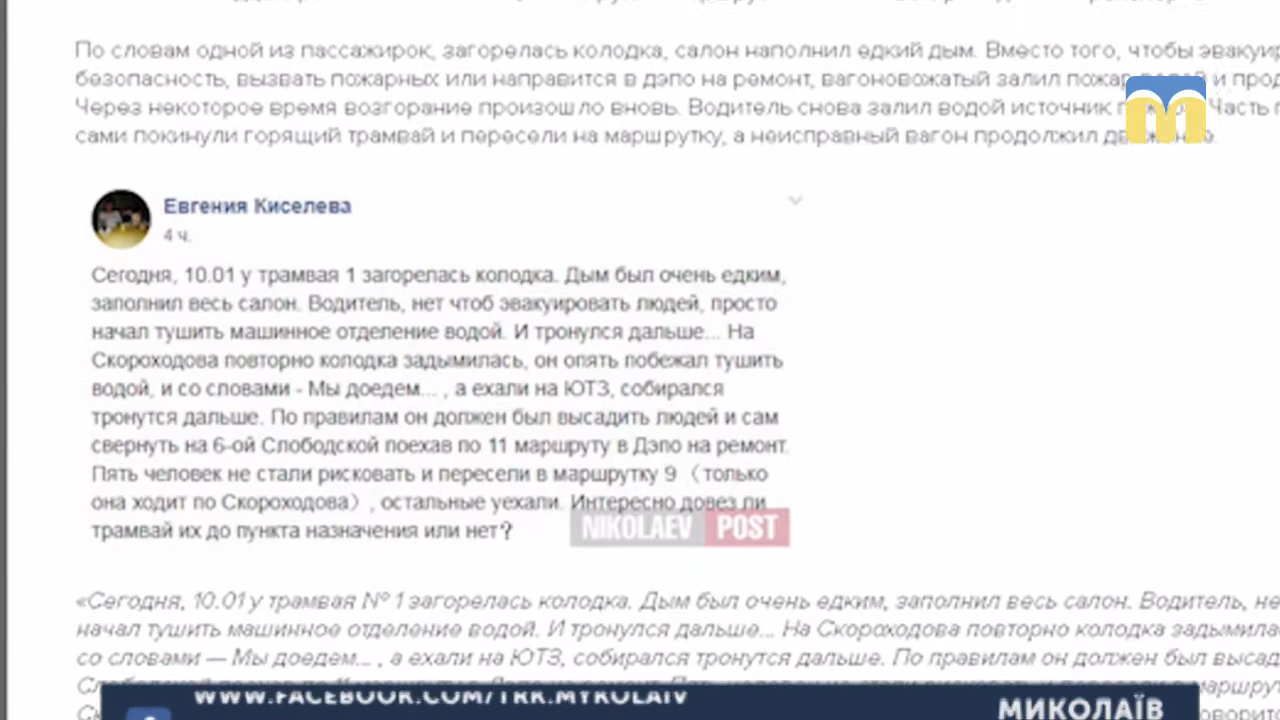 По словам одной из пассажирок, загорелась колодка, салон наполнил едкий дым. Вместо того, чтобы
безопасность, вызвать пожарных или направится в дэпо на ремонт, вагоновожатый залил пожар водой и
Через некоторое время возгорание произошло вновь. Водитель снова залил водой источник Часть
сами покинули горящий трамвай и пересели на маршрутку, а неисправный вагон продолжил движение.
Евгения Киселева
4 ч.
Сегодня, 10.01 у трамвая 1 загорелась колодка. Дым был очень едким,
заполнил весь салон. Водитель, нет чтоб эвакуировать людей, просто
начал тушить машинное отделение водой. И тронулся дальше... На
Скороходова повторно колодка задымилась, он опять побежал тушить
водой, и со словами - Мы доедем... , а ехали на ЮТЗ, собирался
тронутся дальше. По правилам он должен был высадить людей и сам
свернуть на 6-ой Слободской поехав по 11 маршруту в Дэпо на ремонт.
Пять человек не стали рисковать и пересели в маршрутку 9 (только
она ходит по Скороходова) , остальные уехали. Интересно довез ли
трамвай их до пункта назначения или нет?
NIKOLAEV POST
«Сегодня, 10.01 у трамвая № 1 загорелась колодка. Дым был очень едким, заполнил весь салон. Водитель, не
начал тушить машинное отделение водой. И тронулся дальше... На Скороходова повторно колодка
со словами — Мы доедем... , а ехали на ЮТЗ, собирался тронутся дальше. По правилам он должен был
WWW.FACEBOOK.COM/TRK.MYKOLAIV
МИКОЛАЇВ